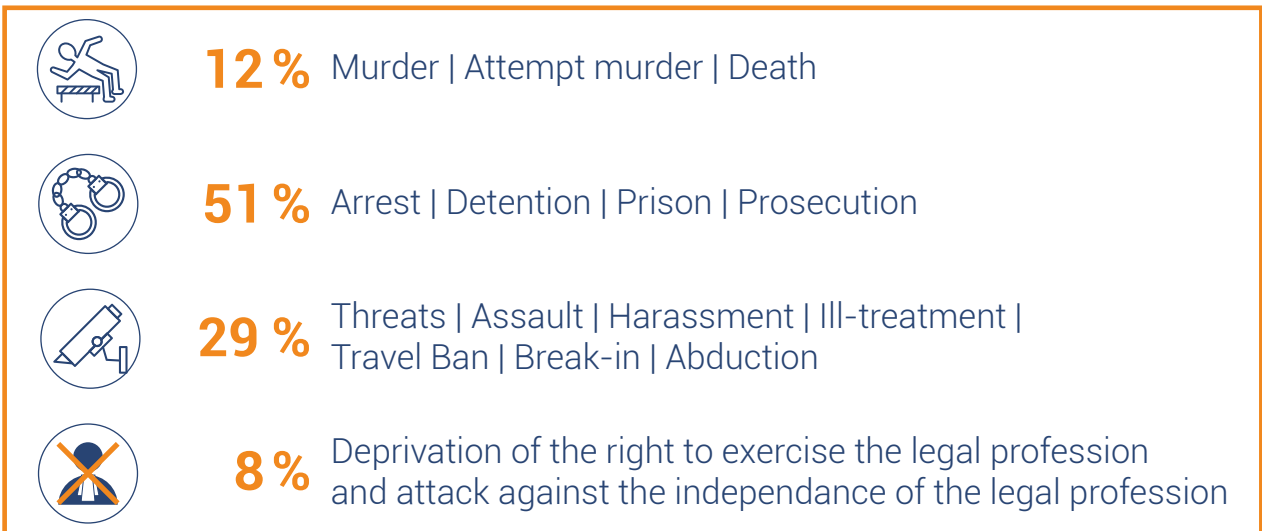 12 % Murder | Attempt murder | Death
51 % Arrest | Detention | Prison | Prosecution
29 % Threats | Assault | Harassment | Ill-treatment |
Travel Ban | Break-in | Abduction
8 % Deprivation of the right to exercise the legal profession
and attack against the independance of the legal profession